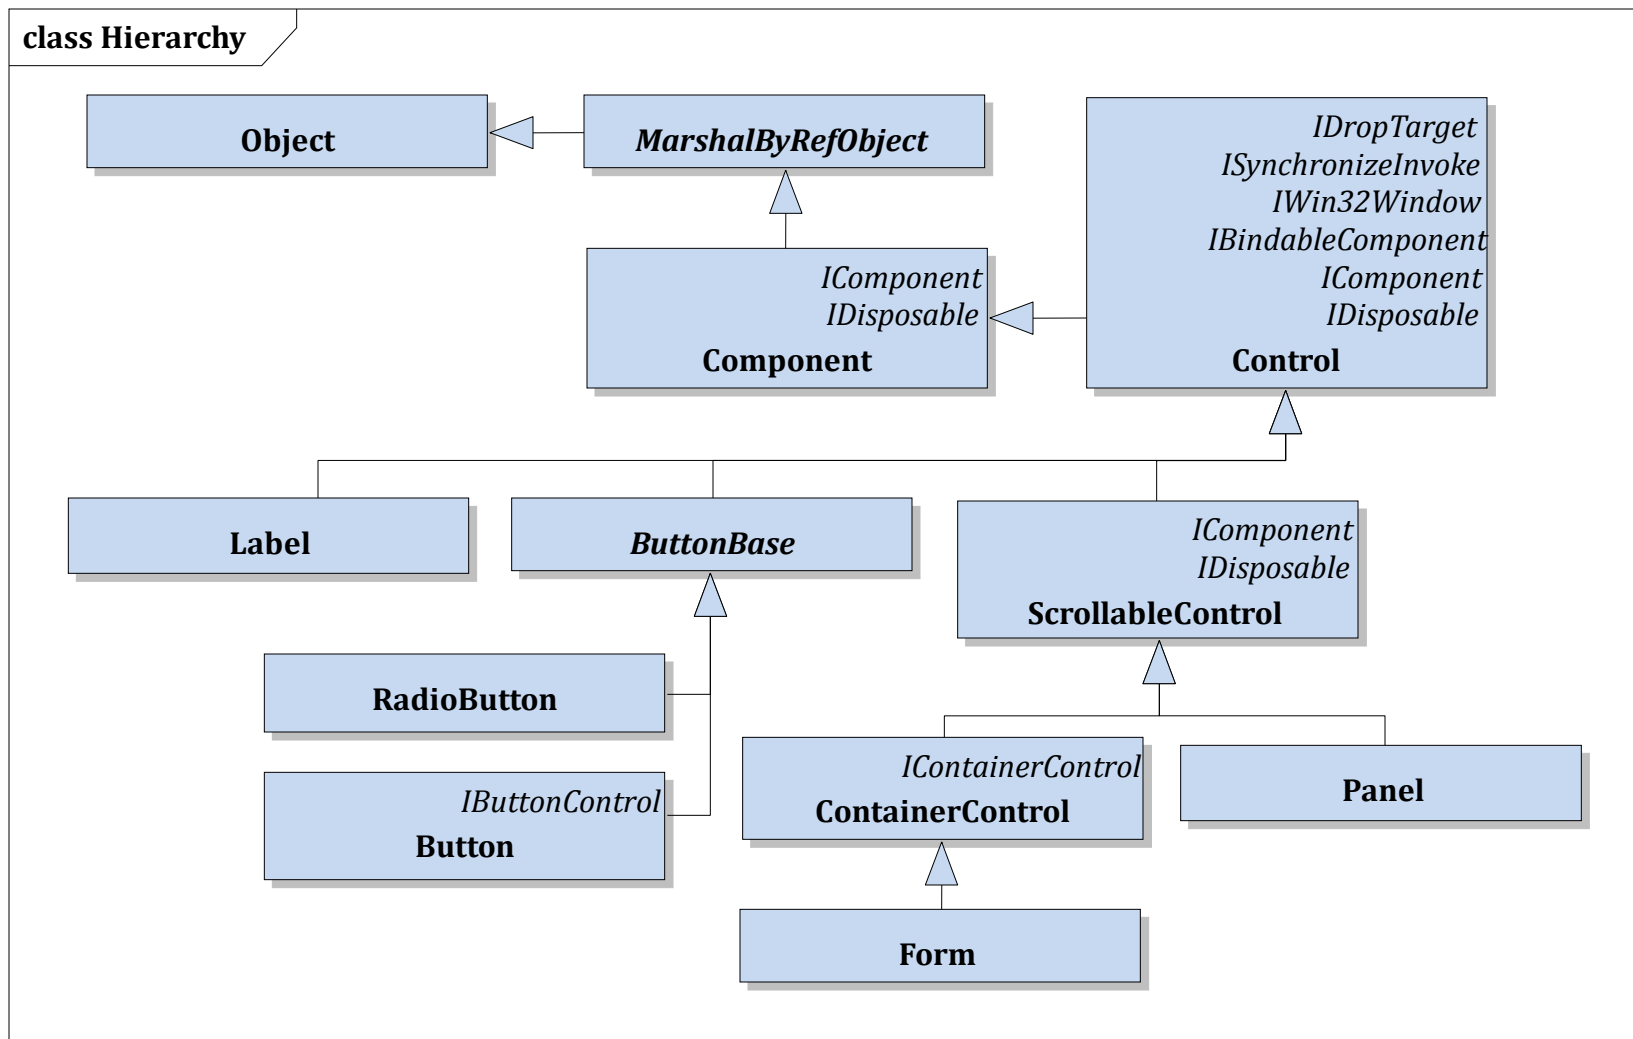 class Hierarchy
Object
MarshalByRefObject
IDropTarget
ISynchronizeInvoke
IWin32Window
IBindableComponent
IComponent
IDisposable
Control
IComponent
IDisposable
Component
Label
ButtonBase
IComponent
IDisposable
ScrollableControl
RadioButton
IButtonControl
Button
IContainerControl
ContainerControl
Panel
Form